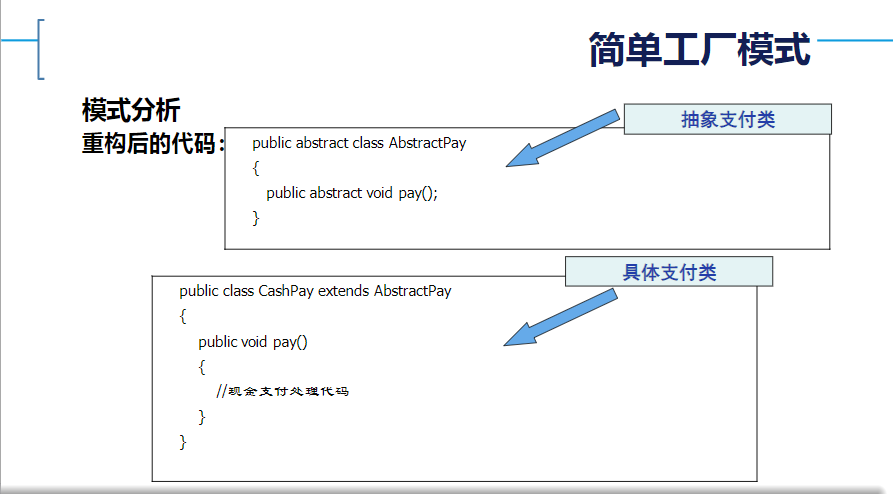 简单工厂模式
模式分析
重构后的代码：
抽象支付类
public abstract class AbstractPay
{
public abstract void pay();
}
具体支付类
public class CashPay extends AbstractPay
{
public void pay()
{
//现金支付处理代码
}
}